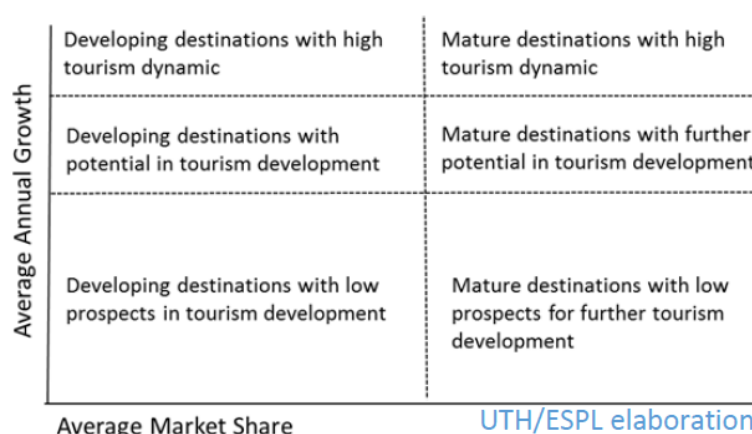 Average Annual Growth
Developing destinations with high
tourism dynamic
Mature destinations with high
tourism dynamic
Developing destinations with
potential in tourism development
Mature destinations with further
potential in tourism development
Developing destinations with low
prospects in tourism development
Mature destinations with low
prospects for further tourism
development
Average Market Share
UTH/ESPL elaboration